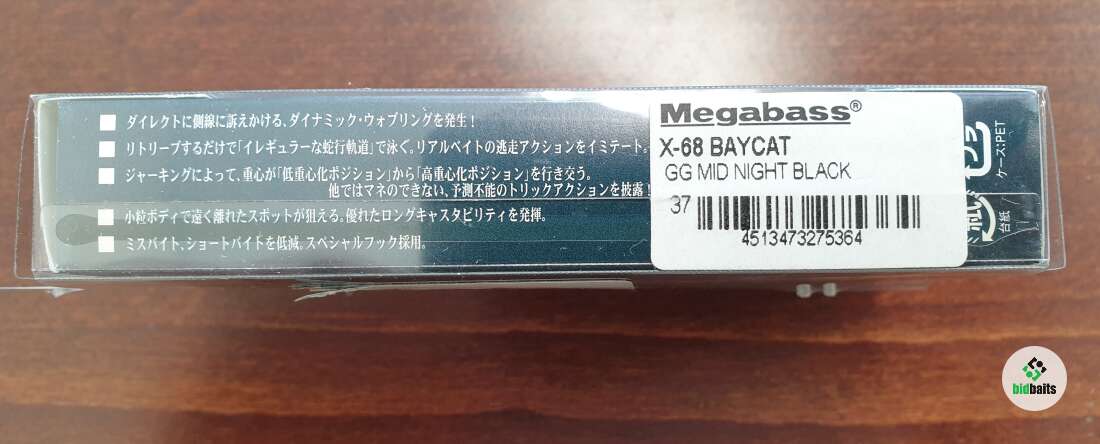 ■ ダイレクトに側線に訴えかける、ダイナミック・ウォブリングを発生！
■ リトリーブするだけで「イレギュラーな蛇行軌道」で泳ぐ。リアルベイトの逃走アクションをイミテート。
■ ジャーキングによって、重心が「低重心化ポジション」から「高重心化ポジション」を行き交う。
他ではマネのできない、予測不能のトリックアクションを披露！
■ 小粒ボディで遠く離れたスポットが狙える。優れたロングキャスタビリティを発揮。
■ ミスバイト、ショートバイトを低減。スペシャルフック採用。
Megabass®
X-68 BAYCAT
GG MID NIGHT BLACK
37
4513473275364
プラ
ケース:PET
紙
台紙
bidbaits